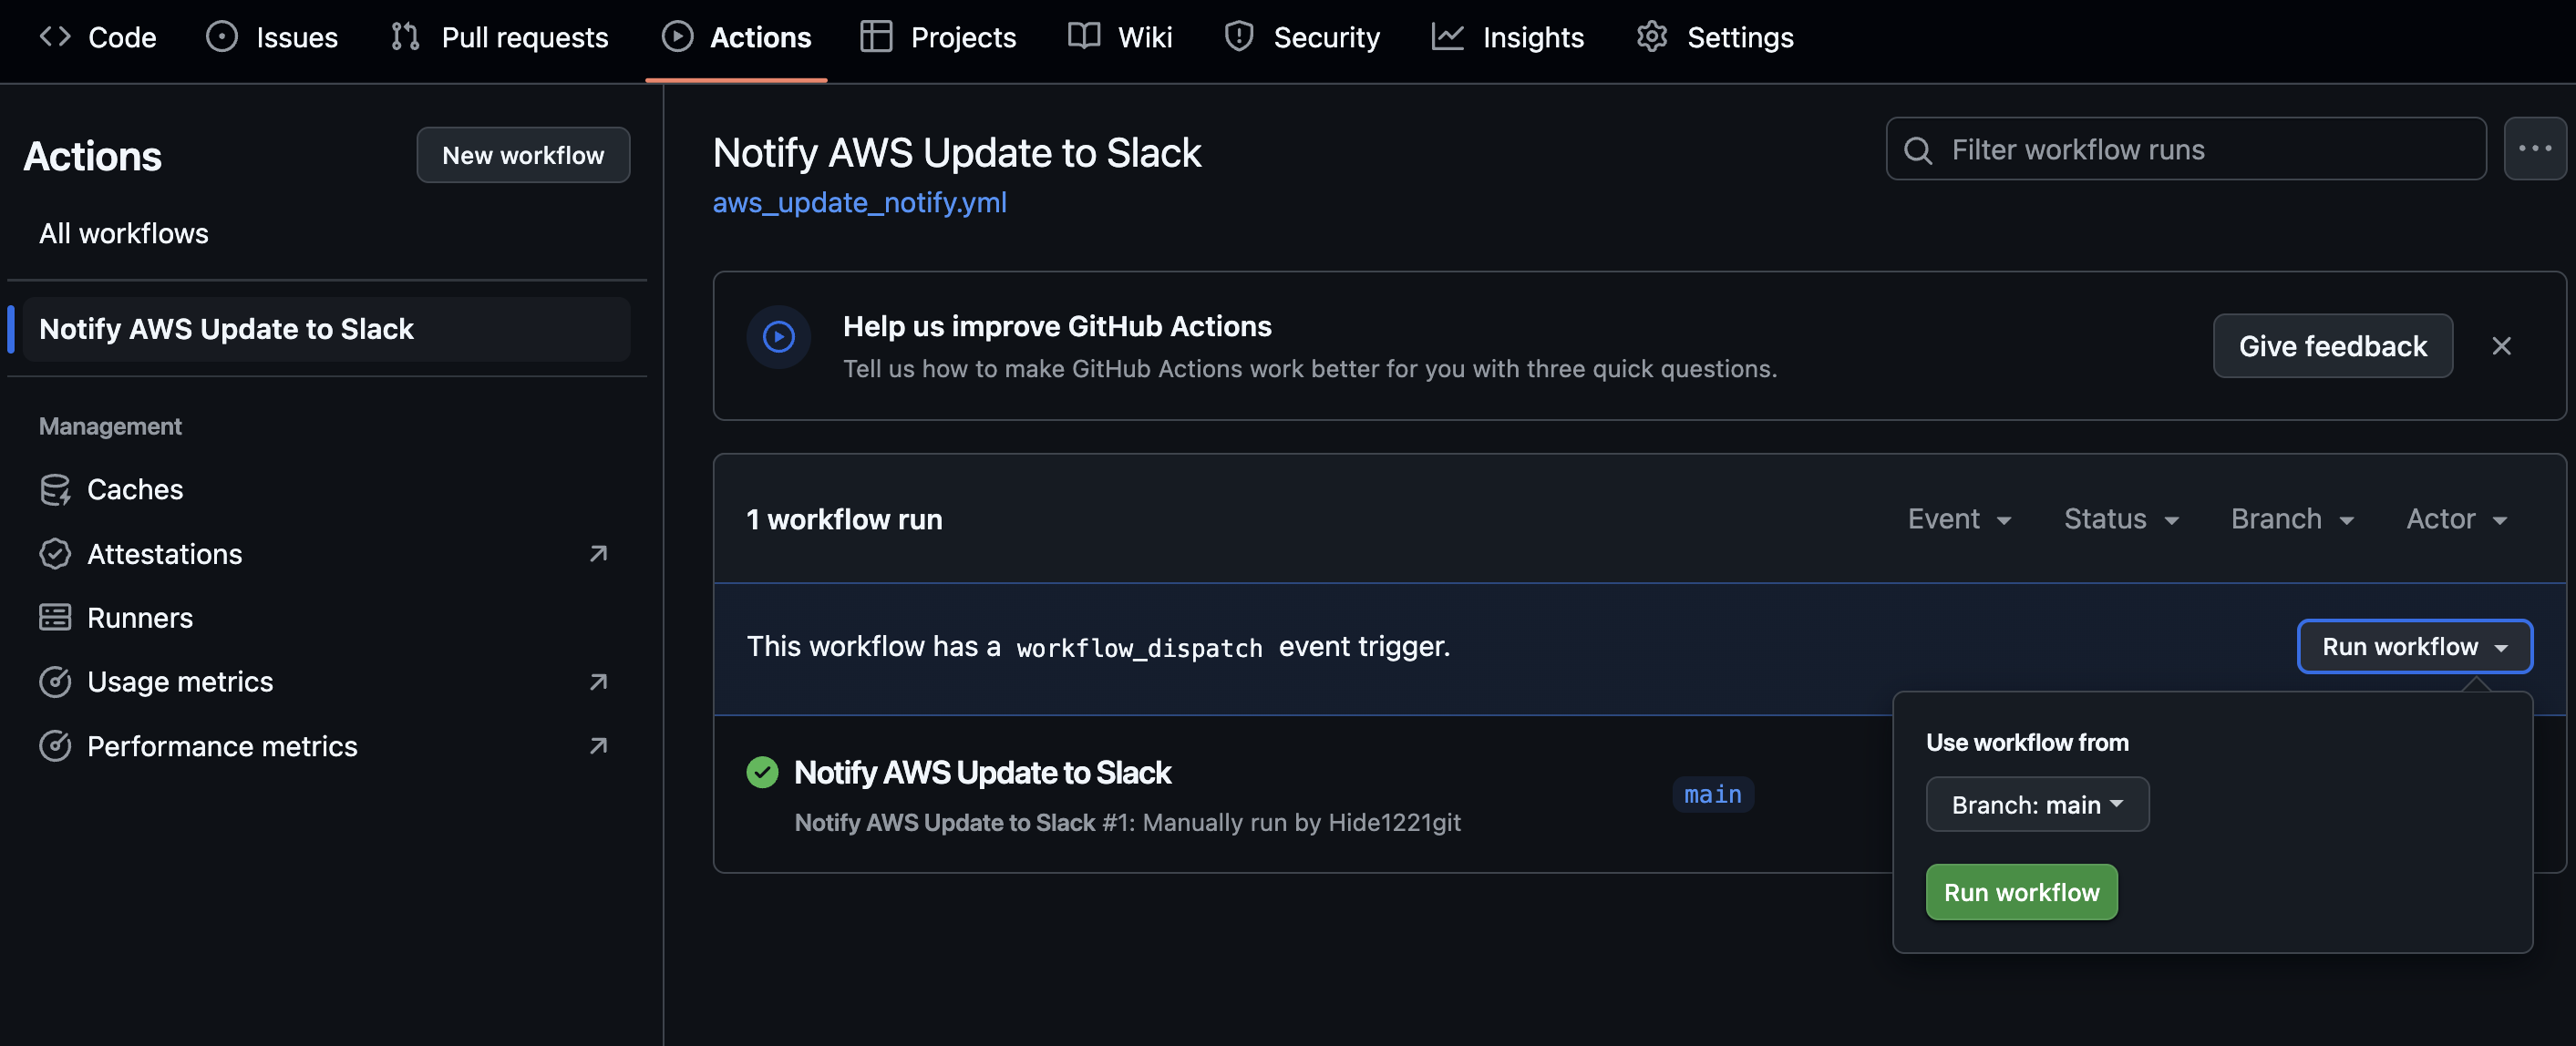 Code Issues Pull requests Actions Projects Wiki Security Insights Settings
Actions
New workflow
All workflows
Notify AWS Update to Slack
Management
Caches
Attestations
Runners
Usage metrics
Performance metrics
Notify AWS Update to Slack
aws_update_notify.yml
Filter workflow runs
Help us improve GitHub Actions
Tell us how to make GitHub Actions work better for you with three quick questions.
Give feedback
1 workflow run
Event Status Branch Actor
This workflow has a workflow_dispatch event trigger.
Run workflow
Notify AWS Update to Slack
Notify AWS Update to Slack #1: Manually run by Hide1221git
main
Use workflow from
Branch: main
Run workflow